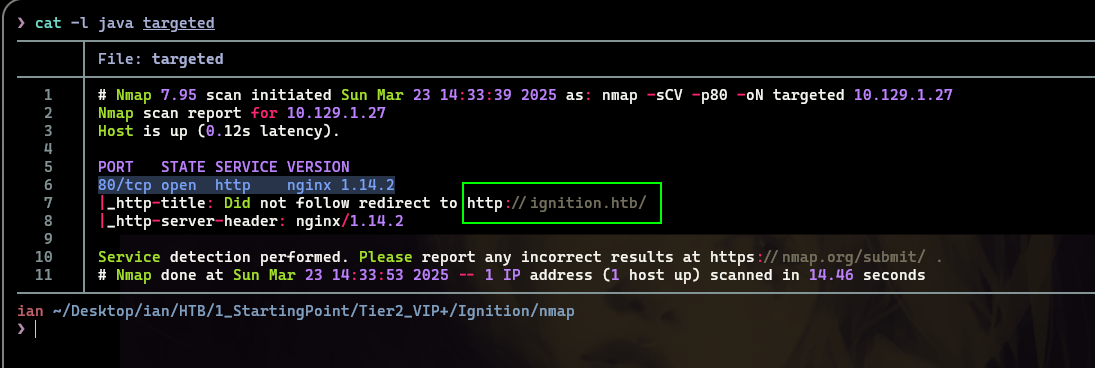 ❯ cat -l java targeted
File: targeted
1 # Nmap 7.95 scan initiated Sun Mar 23 14:33:39 2025 as: nmap -sCV -p80 -oN targeted 10.129.1.27
2 Nmap scan report for 10.129.1.27
3 Host is up (0.12s latency).
4
5 PORT   STATE SERVICE VERSION
6 80/tcp open  http    nginx 1.14.2
7 |_http-title: Did not follow redirect to http://ignition.htb/
8 |_http-server-header: nginx/1.14.2
9
10 Service detection performed. Please report any incorrect results at https://nmap.org/submit/ .
11 # Nmap done at Sun Mar 23 14:33:53 2025 -- 1 IP address (1 host up) scanned in 14.46 seconds
ian ~/Desktop/ian/HTB/1_StartingPoint/Tier2_VIP+/Ignition/nmap
❯